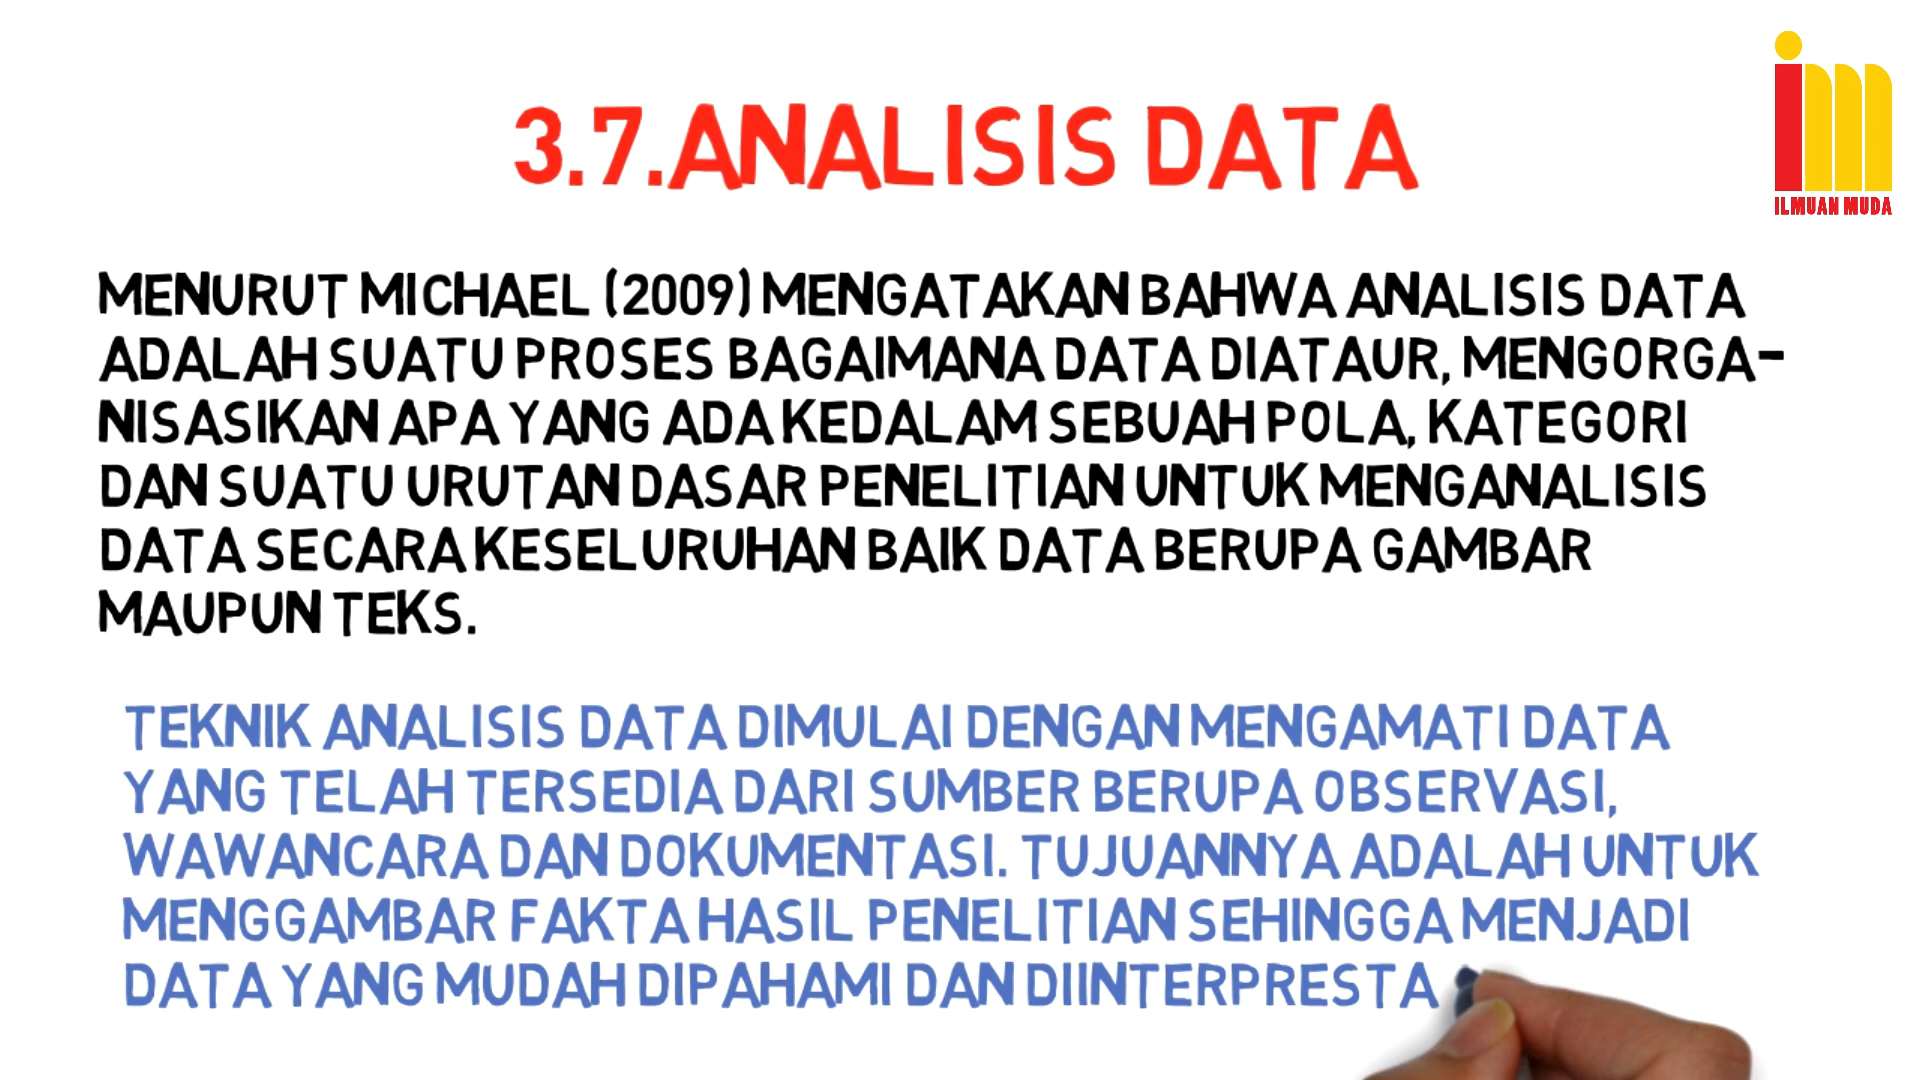 3.7.ANALISIS DATA
ILMUAN MUDA
MENURUT MICHAEL (2009) MENGATAKAN BAHWA ANALISIS DATA
ADALAH SUATU PROSES BAGAIMANA DATA DIATAUR, MENGORGA-
NISASIKAN APA YANG ADA KEDALAM SEBUAH POLA, KATEGORI
DAN SUATU URUTAN DASAR PENELITIAN UNTUK MENGANALISIS
DATA SECARA KESELURUHAN BAIK DATA BERUPA GAMBAR
MAUPUN TEKS.
TEKNIK ANALISIS DATA DIMULAI DENGAN MENGAMATI DATA
YANG TELAH TERSEDIA DARI SUMBER BERUPA OBSERVASI,
WAWANCARA DAN DOKUMENTASI. TUJUANNYA ADALAH UNTUK
MENGGAMBAR FAKTA HASIL PENELITIAN SEHINGGA MENJADI
DATA YANG MUDAH DIPAHAMI DAN DIINTERPRESTA